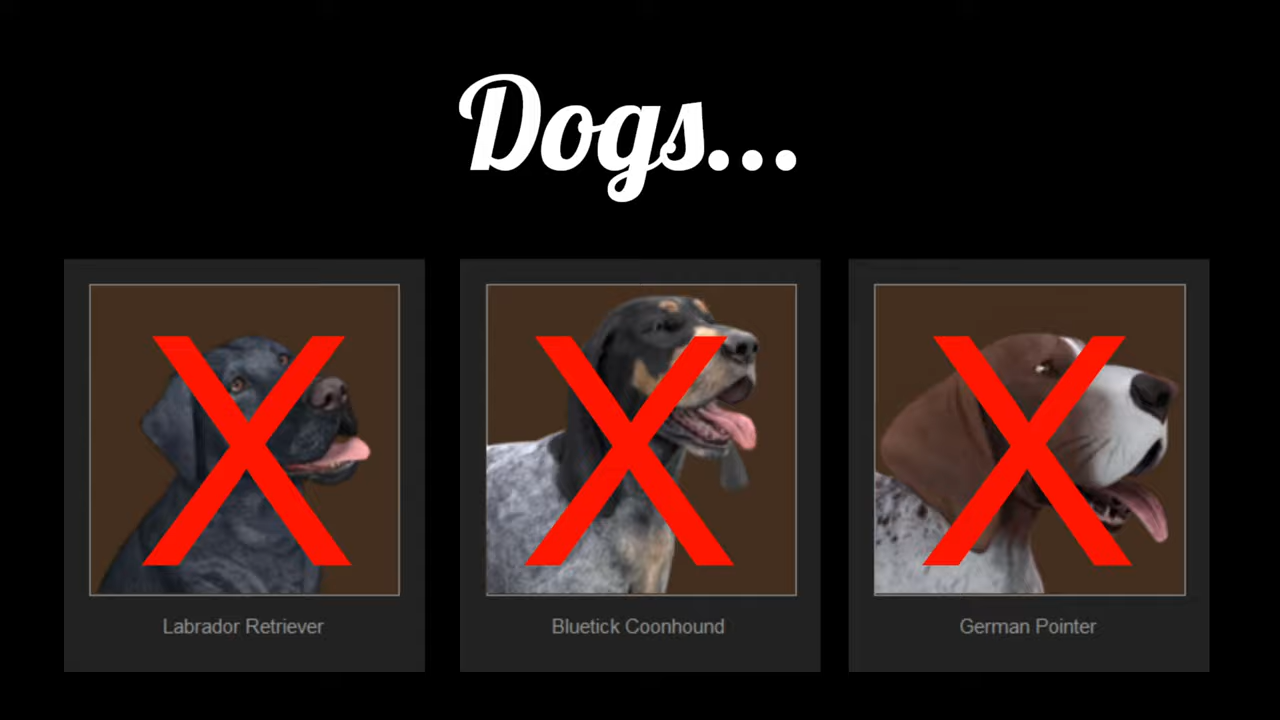 Dogs...
Labrador Retriever
Bluetick Coonhound
German Pointer